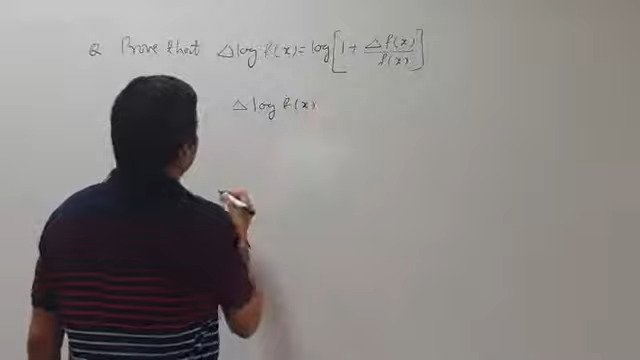 Q Prove that Δ log f(x) = log[1 + Δf(x)/f(x)]
Δ log f(x)